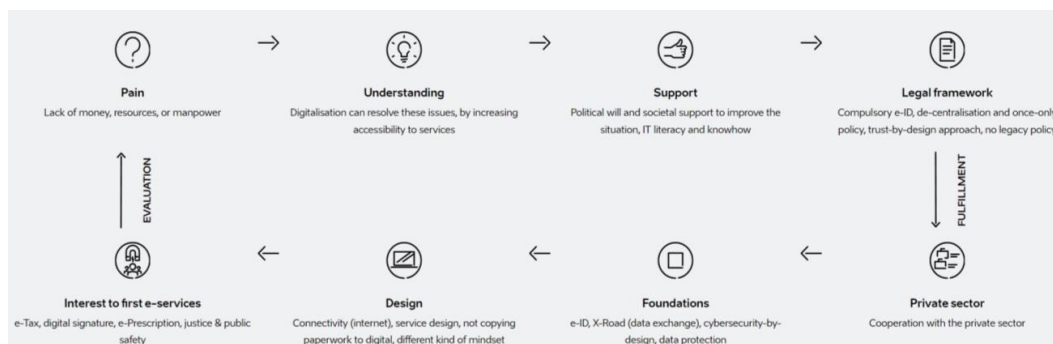 Pain
Lack of money, resources, or manpower
Understanding
Digitalisation can resolve these issues, by increasing
accessibility to services
Support
Political will and societal support to improve the
situation, IT literacy and knowhow
Legal framework
Compulsory e-ID, de-centralisation and once-only
policy, trust-by-design approach, no legacy policy
EVALUATION
FULFILLMENT
Interest to first e-services
e-Tax, digital signature, e-Prescription, justice & public
safety
Design
Connectivity (internet), service design, not copying
paperwork to digital, different kind of mindset
Foundations
e-ID, X-Road (data exchange), cybersecurity-by-
design, data protection
Private sector
Cooperation with the private sector